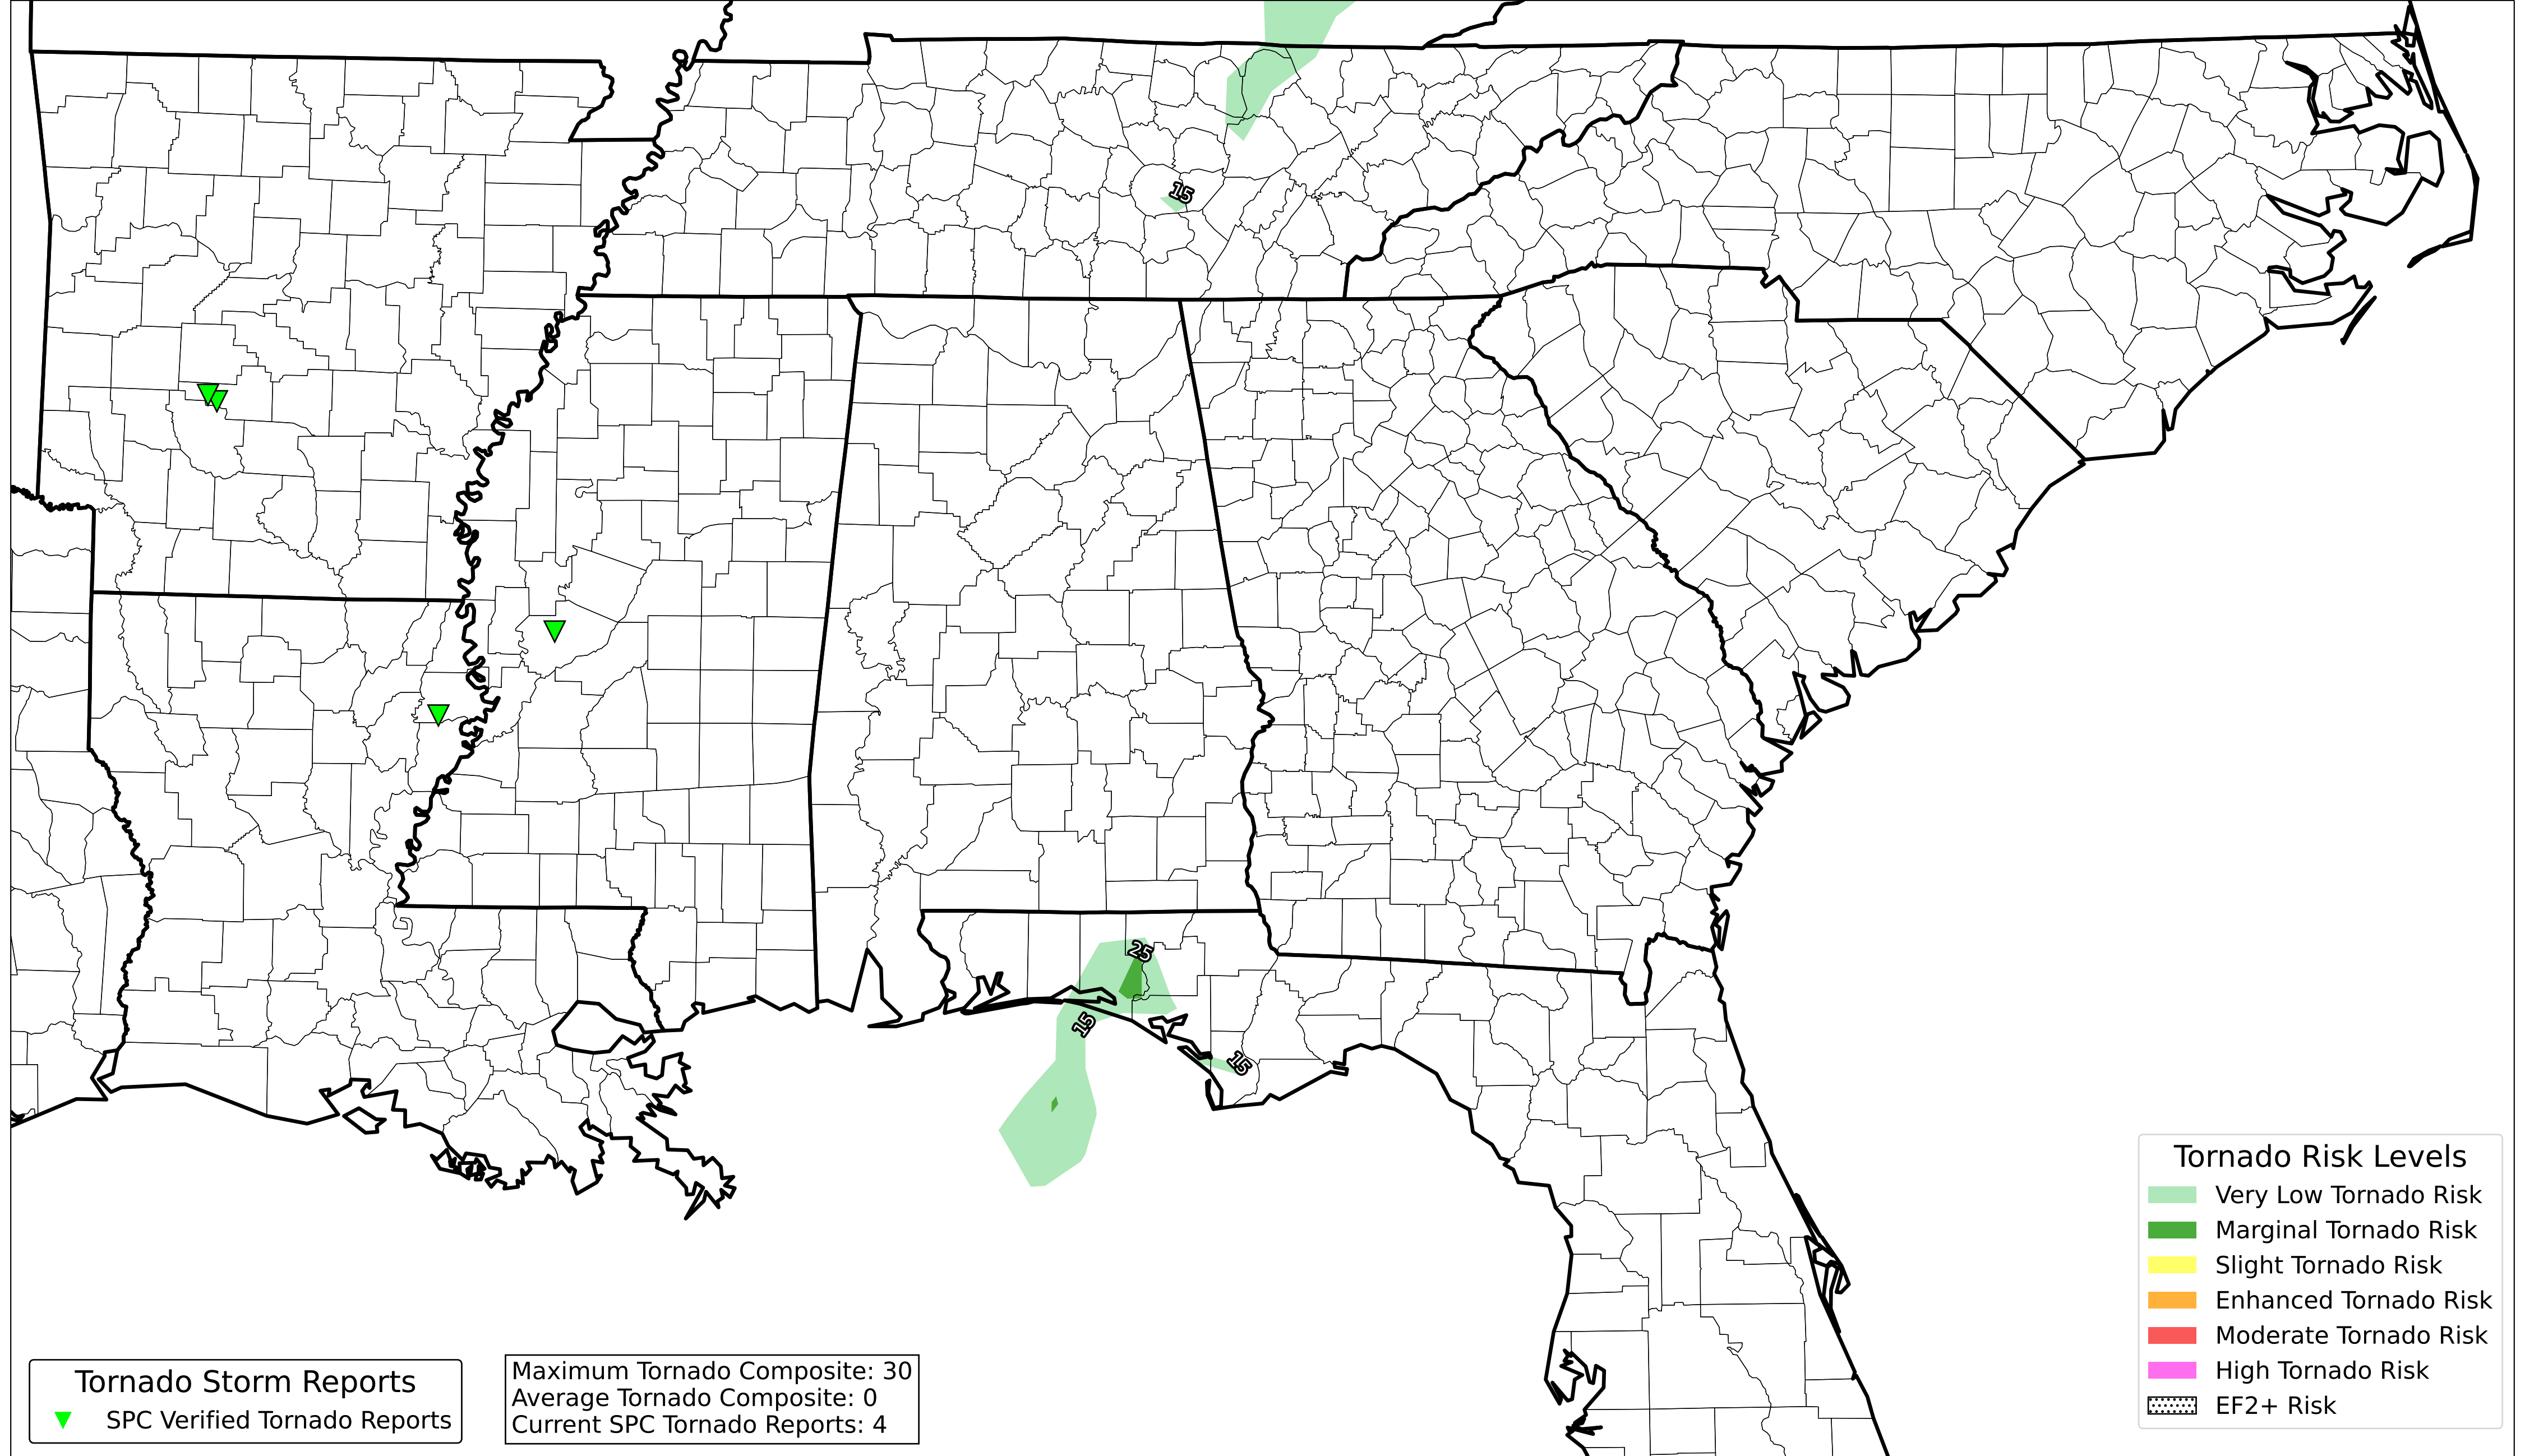 15
25
15
15
Tornado Risk Levels
Very Low Tornado Risk
Marginal Tornado Risk
Slight Tornado Risk
Enhanced Tornado Risk
Moderate Tornado Risk
High Tornado Risk
EF2+ Risk
Tornado Storm Reports
SPC Verified Tornado Reports
Maximum Tornado Composite: 30
Average Tornado Composite: 0
Current SPC Tornado Reports: 4